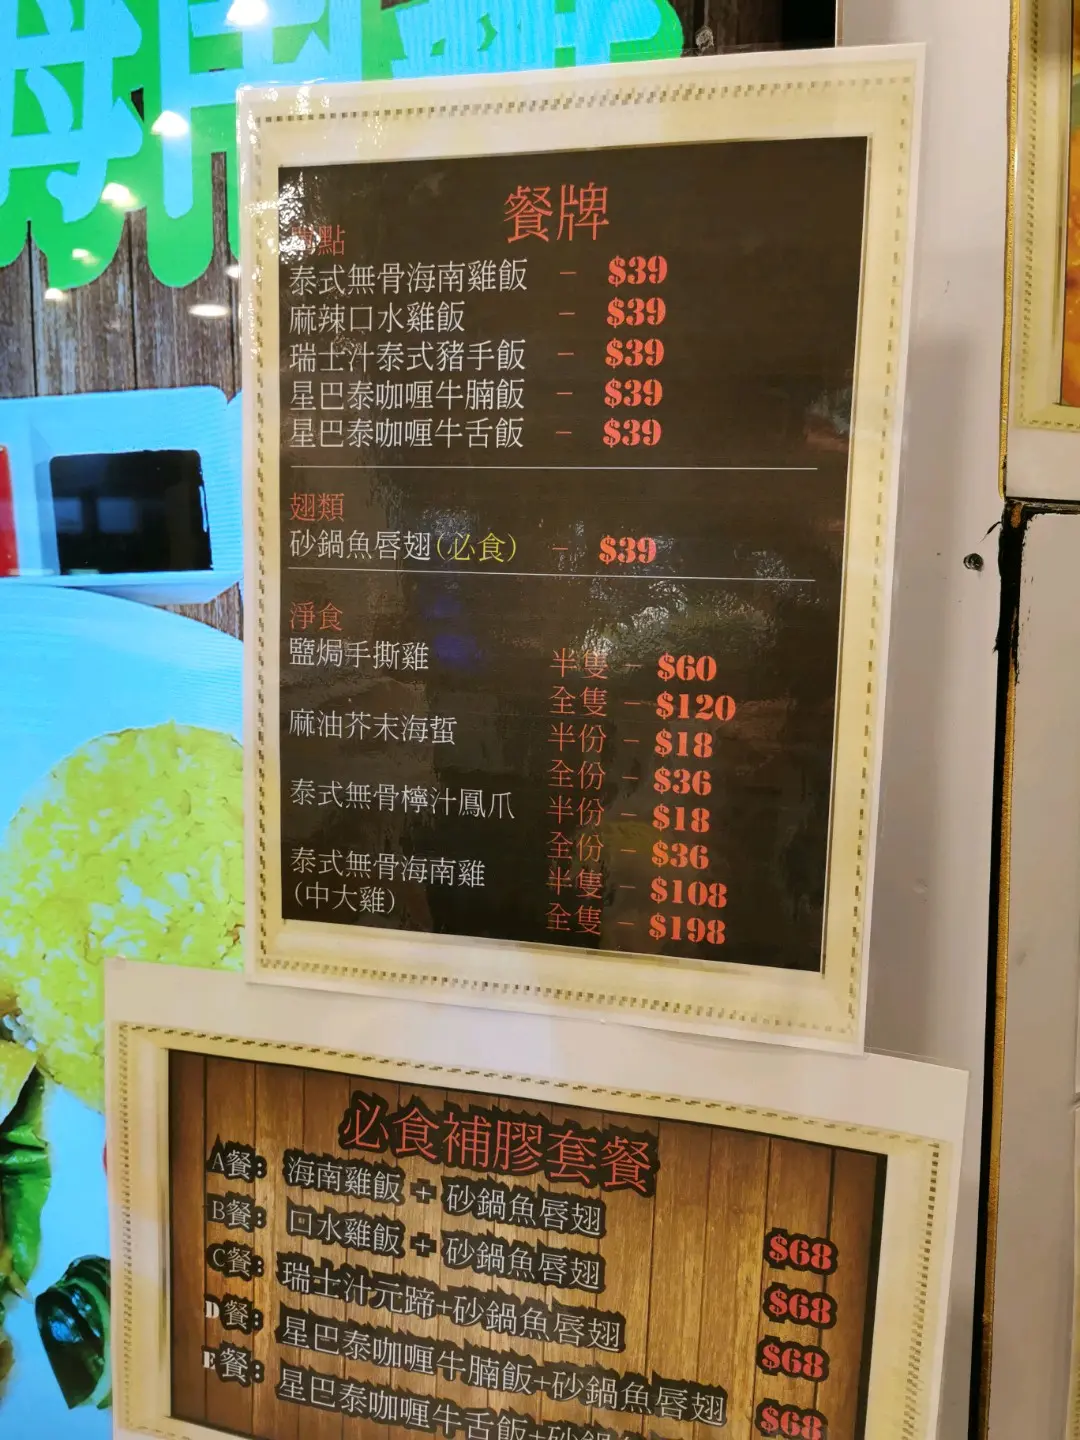 海南雞
餐牌
點
泰式無骨海南雞飯 － $39
麻辣口水雞飯 － $39
瑞士汁泰式豬手飯 － $39
星巴泰咖喱牛腩飯 － $39
星巴泰咖喱牛舌飯 － $39
翅類
砂鍋魚唇翅(必食) － $39
淨食
鹽焗手撕雞 半隻 － $60
全隻 － $120
麻油芥末海蜇 半份 － $18
全份 － $36
泰式無骨檸汁鳳爪 半份 － $18
全份 － $36
泰式無骨海南雞 半隻 － $108
(中大雞) 全隻 － $198
必食補膠套餐
A餐: 海南雞飯 + 砂鍋魚唇翅 $68
B餐: 口水雞飯 + 砂鍋魚唇翅 $68
C餐: 瑞士汁元蹄+砂鍋魚唇翅 $68
D餐: 星巴泰咖喱牛腩飯+砂鍋魚唇翅 $68
E餐: 星巴泰咖喱牛舌飯+砂鍋